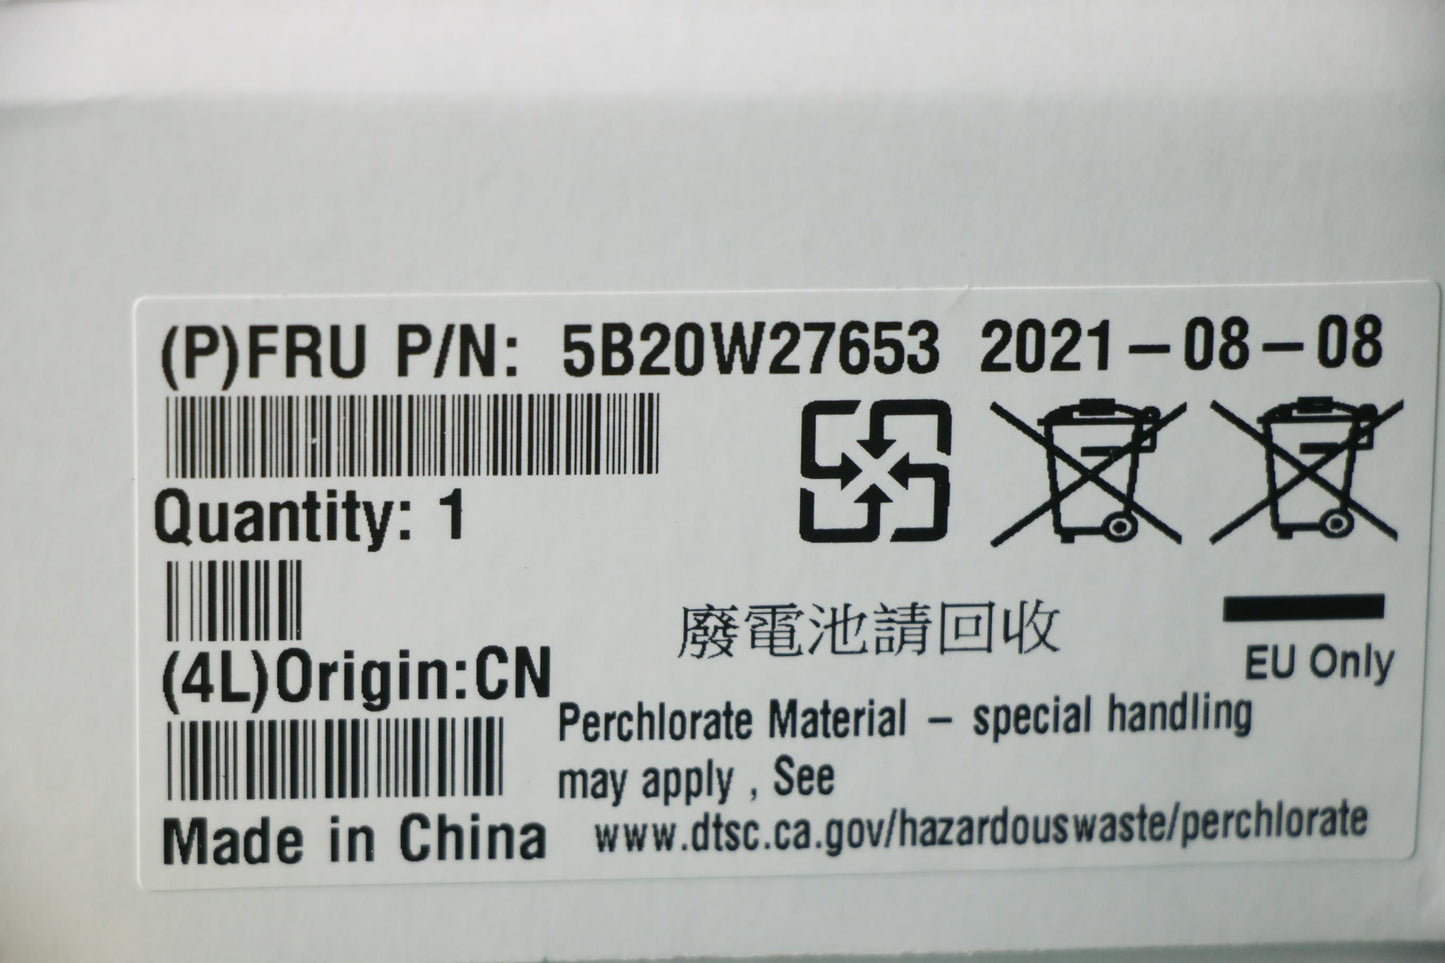 (P)FRU P/N: 5B20W27653 2021-08-08
Quantity: 1
廢電池請回收
EU Only
(4L)Origin:CN
Perchlorate Material - special handling
may apply , See
www.dtsc.ca.gov/hazardouswaste/perchlorate
Made in China